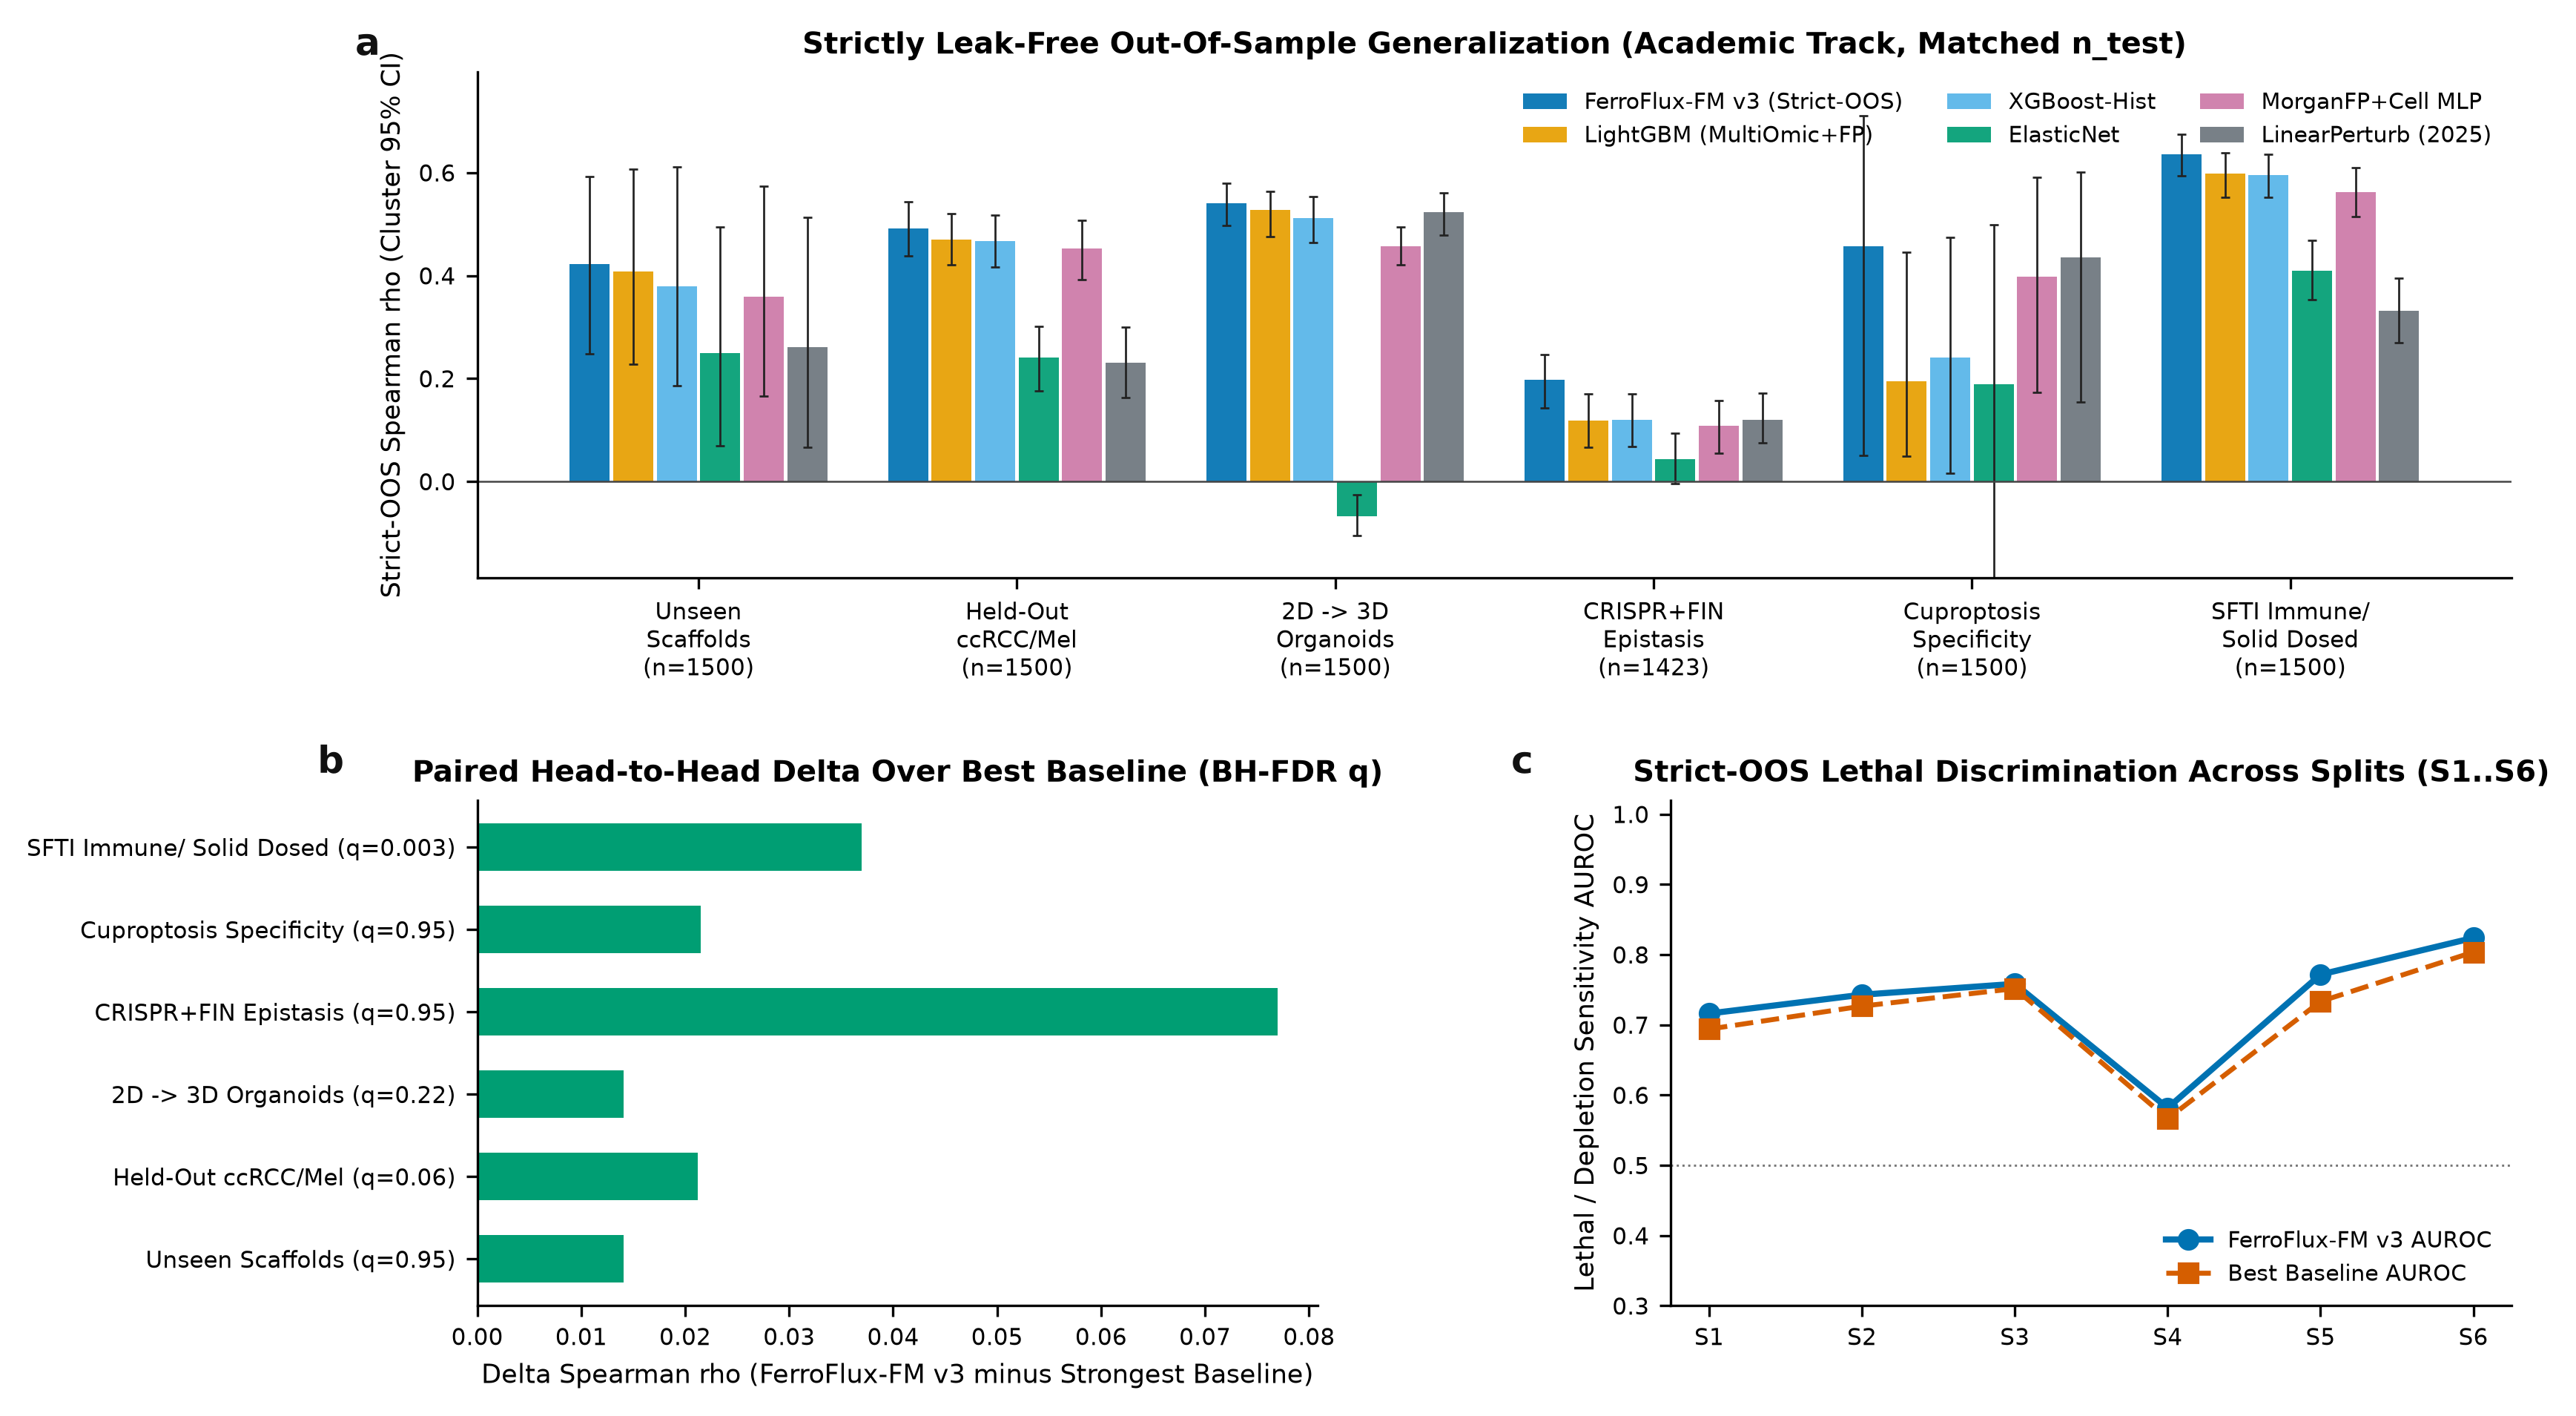 a
Strictly Leak-Free Out-Of-Sample Generalization (Academic Track, Matched n_test)
Strict-OOS Spearman rho (Cluster 95% CI)
0.6
0.4
0.2
0.0
FerroFlux-FM v3 (Strict-OOS)
LightGBM (MultiOmic+FP)
XGBoost-Hist
ElasticNet
MorganFP+Cell MLP
LinearPerturb (2025)
Unseen
Scaffolds
(n=1500)
Held-Out
ccRCC/Mel
(n=1500)
2D -> 3D
Organoids
(n=1500)
CRISPR+FIN
Epistasis
(n=1423)
Cuproptosis
Specificity
(n=1500)
SFTI Immune/
Solid Dosed
(n=1500)
b
Paired Head-to-Head Delta Over Best Baseline (BH-FDR q)
SFTI Immune/ Solid Dosed (q=0.003)
Cuproptosis Specificity (q=0.95)
CRISPR+FIN Epistasis (q=0.95)
2D -> 3D Organoids (q=0.22)
Held-Out ccRCC/Mel (q=0.06)
Unseen Scaffolds (q=0.95)
0.00 0.01 0.02 0.03 0.04 0.05 0.06 0.07 0.08
Delta Spearman rho (FerroFlux-FM v3 minus Strongest Baseline)
c
Strict-OOS Lethal Discrimination Across Splits (S1..S6)
Lethal / Depletion Sensitivity AUROC
1.0
0.9
0.8
0.7
0.6
0.5
0.4
0.3
FerroFlux-FM v3 AUROC
Best Baseline AUROC
S1 S2 S3 S4 S5 S6